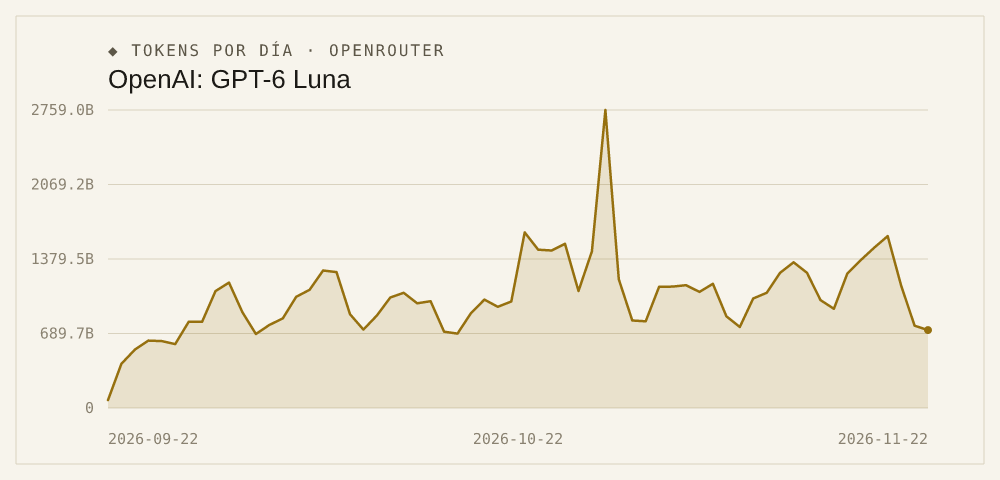 ◆ TOKENS POR DÍA · OPENROUTER
OpenAI: GPT-6 Luna
2759.0B
2069.2B
1379.5B
689.7B
0
2026-09-22
2026-10-22
2026-11-22